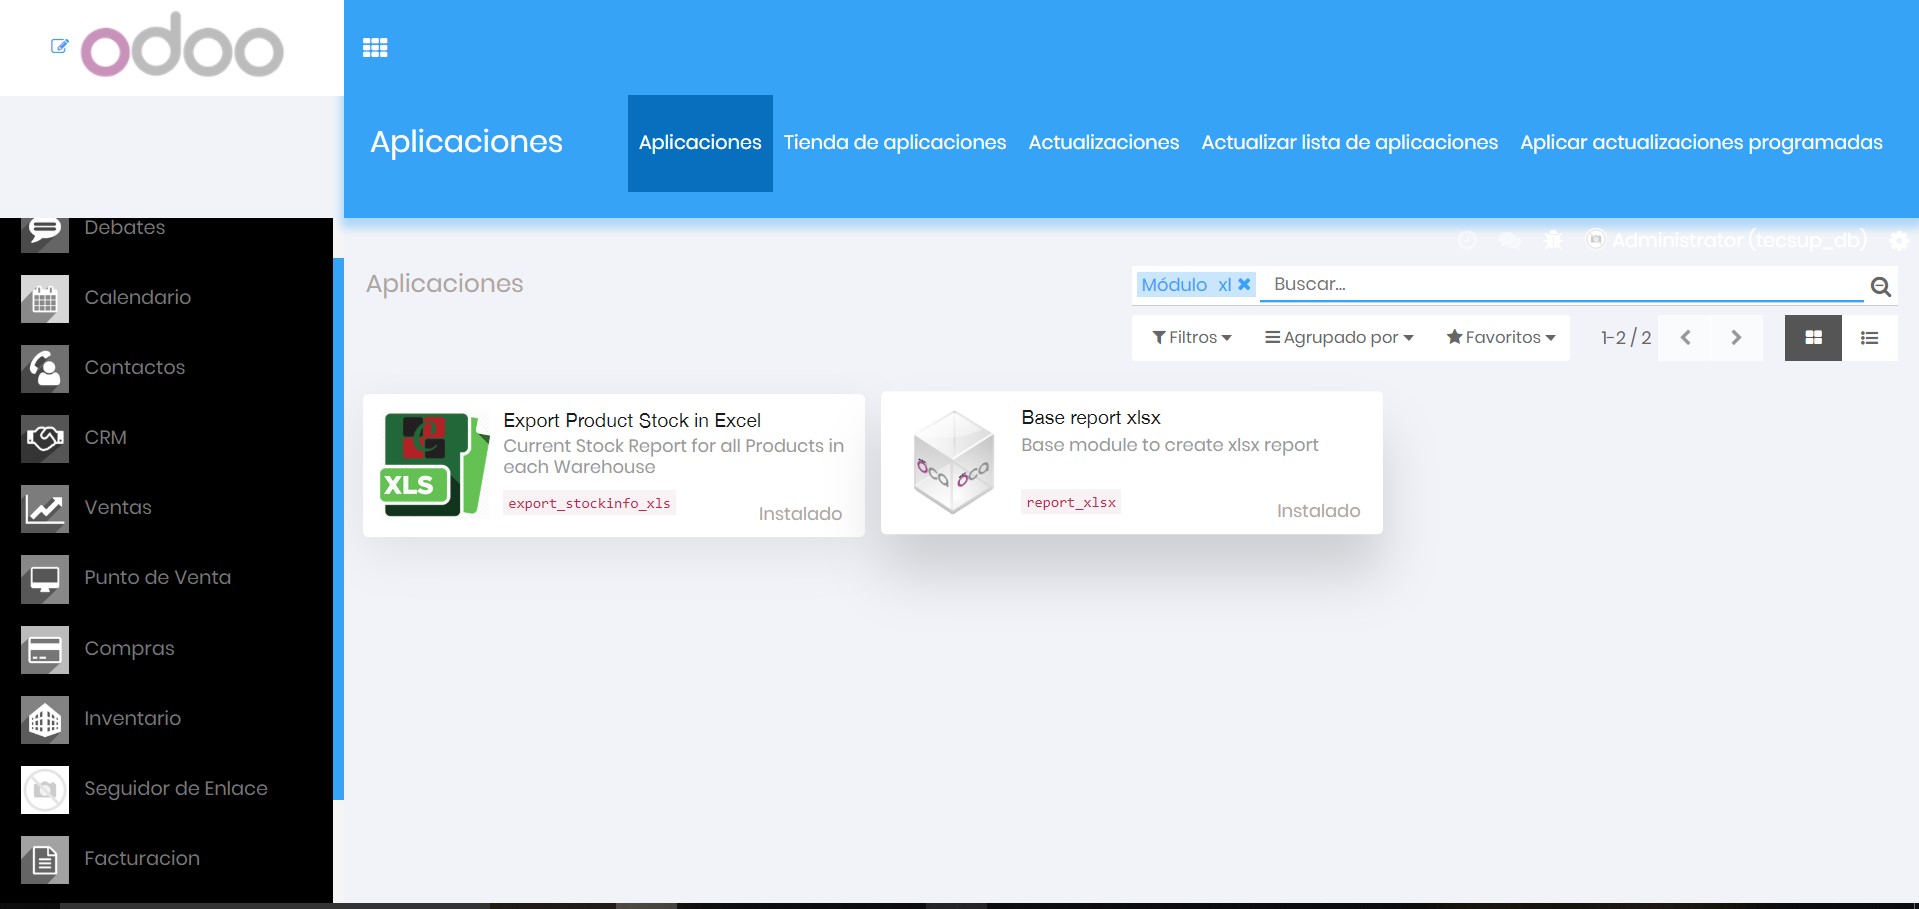 odoo
Aplicaciones
Aplicaciones
Tienda de aplicaciones
Actualizaciones
Actualizar lista de aplicaciones
Aplicar actualizaciones programadas
Administrator (tecsup_db)
Debates
Calendario
Contactos
CRM
Ventas
Punto de Venta
Compras
Inventario
Seguidor de Enlace
Facturacion
Aplicaciones
Módulo xl
Buscar...
Filtros
Agrupado por
Favoritos
1-2 / 2
XLS
Export Product Stock in Excel
Current Stock Report for all Products in
each Warehouse
export_stockinfo_xls
Instalado
OCA OCA
Base report xlsx
Base module to create xlsx report
report_xlsx
Instalado